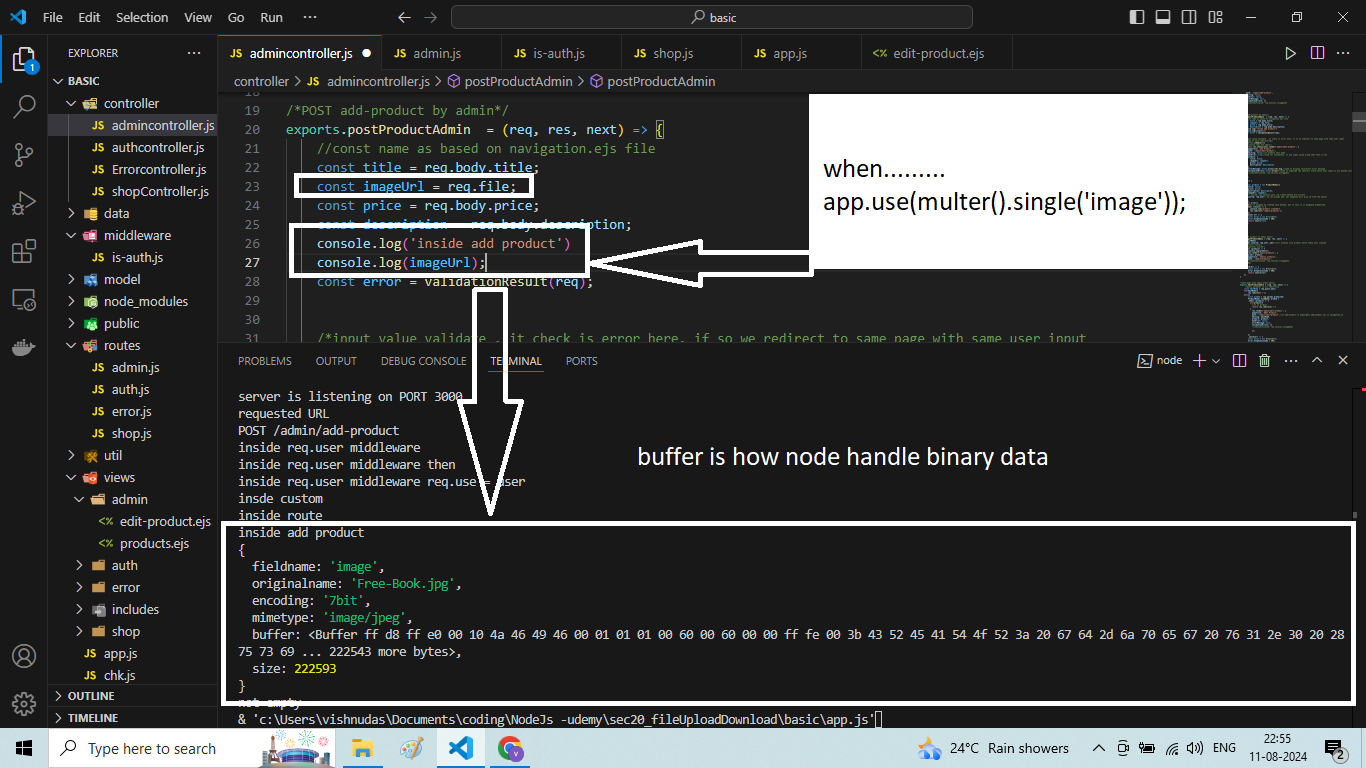 File Edit Selection View Go Run ···
basic
EXPLORER ···
BASIC
controller
JS admincontroller.js
JS authcontroller.js
JS Errorcontroller.js
JS shopController.js
data
middleware
JS is-auth.js
model
node_modules
public
routes
JS admin.js
JS auth.js
JS error.js
JS shop.js
util
views
admin
<> edit-product.ejs
<> products.ejs
auth
error
includes
shop
JS app.js
JS chk.js
OUTLINE
TIMELINE
1
JS admincontroller.js
JS admin.js
JS is-auth.js
JS shop.js
JS app.js
<> edit-product.ejs
controller > JS admincontroller.js > postProductAdmin > postProductAdmin
18
19 /*POST add-product by admin*/
20 exports.postProductAdmin = (req, res, next) => {
21 //const name as based on navigation.ejs file
22 const title = req.body.title;
23 const imageUrl = req.file;
24 const price = req.body.price;
25 const description = req.body.description;
26 console.log('inside add product')
27 console.log(imageUrl);
28 const error = validationResult(req);
29
30
31 /*input value validate , it check is error here, if so we redirect to same page with same user input
when.........
app.use(multer().single('image'));
PROBLEMS OUTPUT DEBUG CONSOLE TERMINAL PORTS
node
server is listening on PORT 3000
requested URL
POST /admin/add-product
inside req.user middleware
inside req.user middleware then
inside req.user middleware req.use = user
insde custom
inside route
inside add product
{
fieldname: 'image',
originalname: 'Free-Book.jpg',
encoding: '7bit',
mimetype: 'image/jpeg',
buffer: <Buffer ff d8 ff e0 00 10 4a 46 49 46 00 01 01 01 00 60 00 60 00 00 ff fe 00 3b 43 52 45 41 54 4f 52 3a 20 67 64 2d 6a 70 65 67 20 76 31 2e 30 20 28
75 73 69 ... 222543 more bytes>,
size: 222593
}
not empty
& 'c:\Users\vishnudas\Documents\coding\NodeJs -udemy\sec20_fileUploadDownload\basic\app.js'
buffer is how node handle binary data
Type here to search
V
24°C Rain showers
ENG
22:55
11-08-2024
2